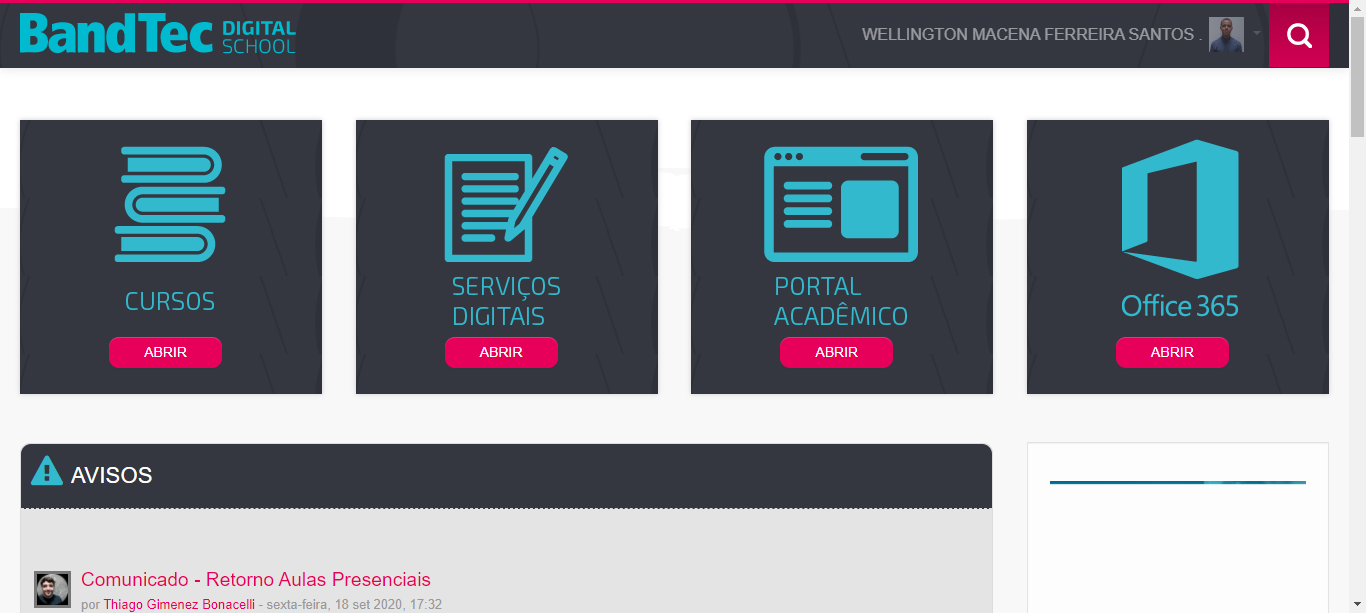 BandTec DIGITAL
SCHOOL
WELLINGTON MACENA FERREIRA SANTOS .
CURSOS
ABRIR
SERVIÇOS
DIGITAIS
ABRIR
PORTAL
ACADÊMICO
ABRIR
Office 365
ABRIR
AVISOS
Comunicado - Retorno Aulas Presenciais
por Thiago Gimenez Bonacelli - sexta-feira, 18 set 2020, 17:32